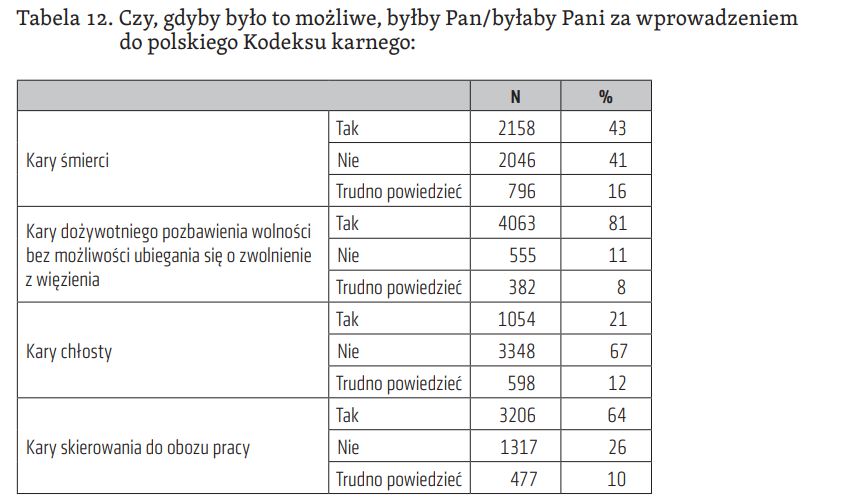 Tabela 12. Czy, gdyby było to możliwe, byłby Pan/byłaby Pani za wprowadzeniem
do polskiego Kodeksu karnego:
N %
Kary śmierci
Tak 2158 43
Nie 2046 41
Trudno powiedzieć 796 16
Kary dożywotniego pozbawienia wolności
bez możliwości ubiegania się o zwolnienie
z więzienia
Tak 4063 81
Nie 555 11
Trudno powiedzieć 382 8
Kary chłosty
Tak 1054 21
Nie 3348 67
Trudno powiedzieć 598 12
Kary skierowania do obozu pracy
Tak 3206 64
Nie 1317 26
Trudno powiedzieć 477 10